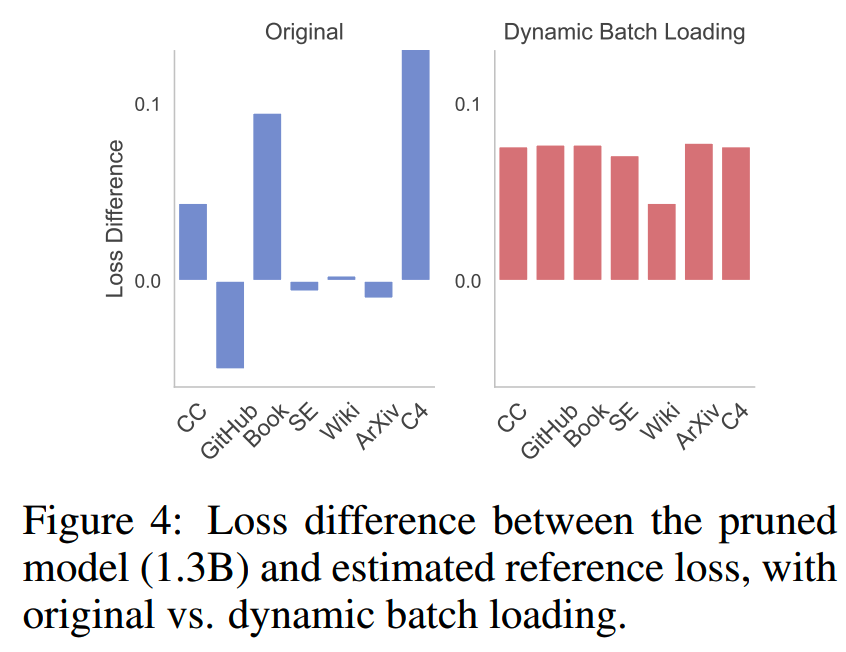 Original
Dynamic Batch Loading
Loss Difference
0.1
0.0
CC
GitHub
Book
SE
Wiki
ArXiv
C4
0.1
0.0
CC
GitHub
Book
SE
Wiki
ArXiv
C4
Figure 4: Loss difference between the pruned
model (1.3B) and estimated reference loss, with
original vs. dynamic batch loading.